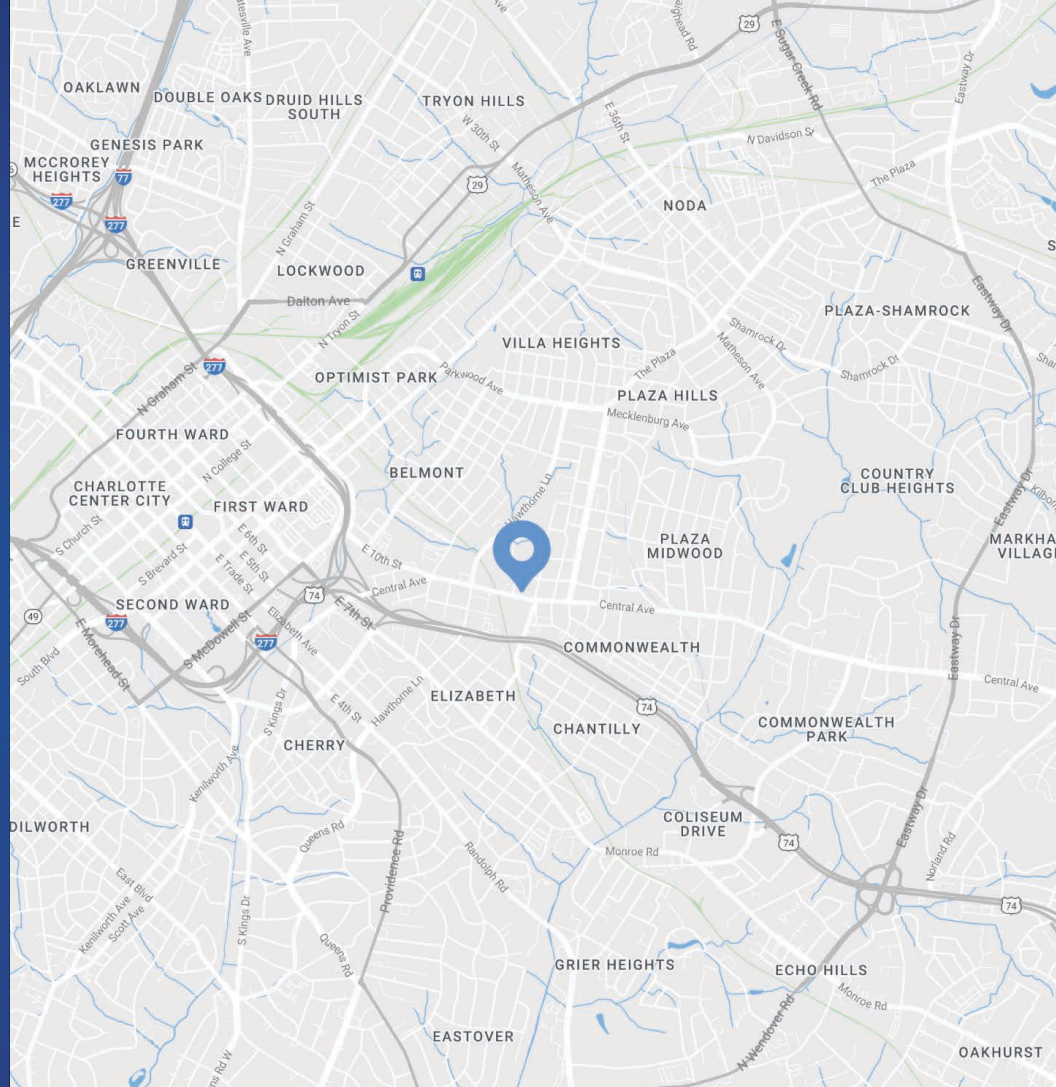 29
E Sugar Creek Rd
Eastway Dr
OAKLAWN
DOUBLE OAKS
DRUID HILLS
SOUTH
TRYON HILLS
W 30th St
E 36th St
N Davidson St
GENESIS PARK
MCCROREY
HEIGHTS
77
277
277
29
Matheson Ave
The Plaza
NODA
N Graham St
GREENVILLE
LOCKWOOD
Dalton Ave
N Tryon St
Eastway Dr
PLAZA-SHAMROCK
Shamrock Dr
VILLA HEIGHTS
The Plaza
Matheson Ave
Shamrock Dr
277
N Graham St
OPTIMIST PARK
Parkwood Ave
PLAZA HILLS
Mecklenburg Ave
FOURTH WARD
N College St
BELMONT
COUNTRY
CLUB HEIGHTS
CHARLOTTE
CENTER CITY
FIRST WARD
Hawthorne Ln
Eastway Dr
S Church St
E 6th St
E 5th St
E Trade St
S Brevard St
E 10th St
PLAZA
MIDWOOD
MARKHA
VILLAG
Central Ave
74
E 7th St
Central Ave
SECOND WARD
49
277
E Morehead St
S McDowell St
Elizabeth Ave
277
South Blvd
COMMONWEALTH
Eastway Dr
Central Ave
ELIZABETH
Hawthorne Ln
E 4th St
S Kings Dr
74
CHANTILLY
COMMONWEALTH
PARK
CHERRY
Kenilworth Ave
DILWORTH
Queens Rd
COLISEUM
DRIVE
74
Eastway Dr
Norland Rd
Monroe Rd
Randolph Rd
Providence Rd
East Blvd
Kenilworth Ave
Scott Ave
S Kings Dr
74
Queens Rd
GRIER HEIGHTS
ECHO HILLS
Monroe Rd
N Wendover Rd
EASTOVER
OAKHURST